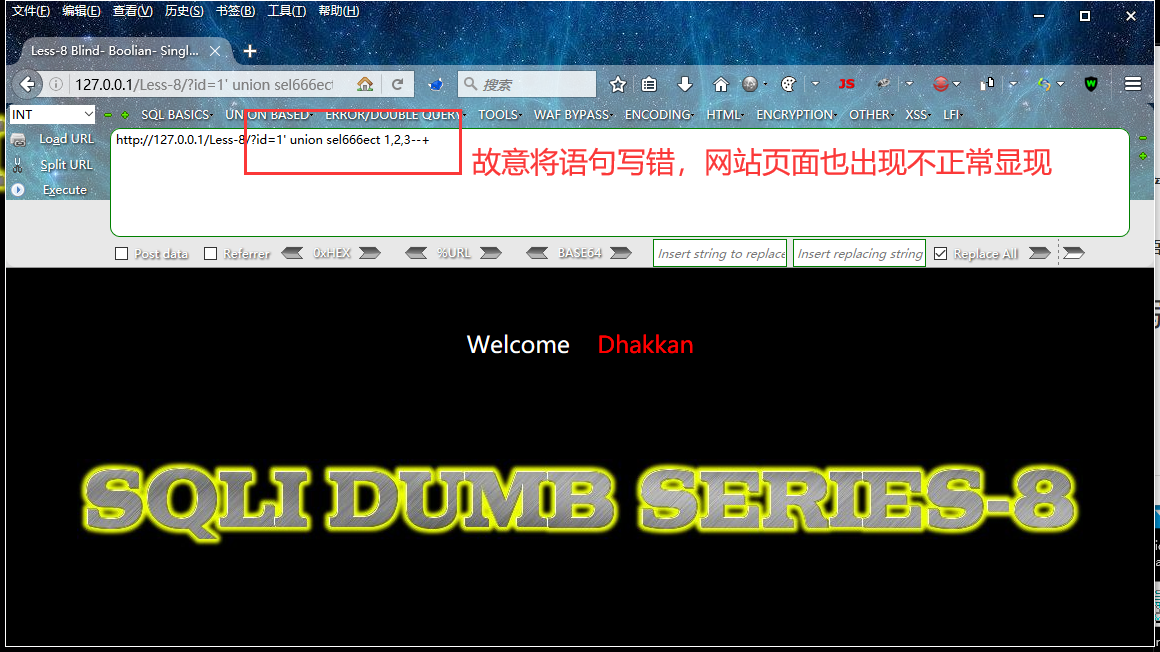 文件(F) 编辑(E) 查看(V) 历史(S) 书签(B) 工具(T) 帮助(H)
Less-8 Blind- Boolian- Singl...
127.0.0.1/Less-8/?id=1' union sel666ect
搜索
JS
INT
SQL BASICS UNION BASED ERROR/DOUBLE QUERY TOOLS WAF BYPASS ENCODING HTML ENCRYPTION OTHER XSS LFI
Load URL
http://127.0.0.1/Less-8/?id=1' union sel666ect 1,2,3--+
故意将语句写错，网站页面也出现不正常显现
Split URL
Execute
Post data Referrer 0xHEX %URL BASE64 Insert string to replace Insert replacing string Replace All
Welcome Dhakkan
SQLI DUMB SERIES-8